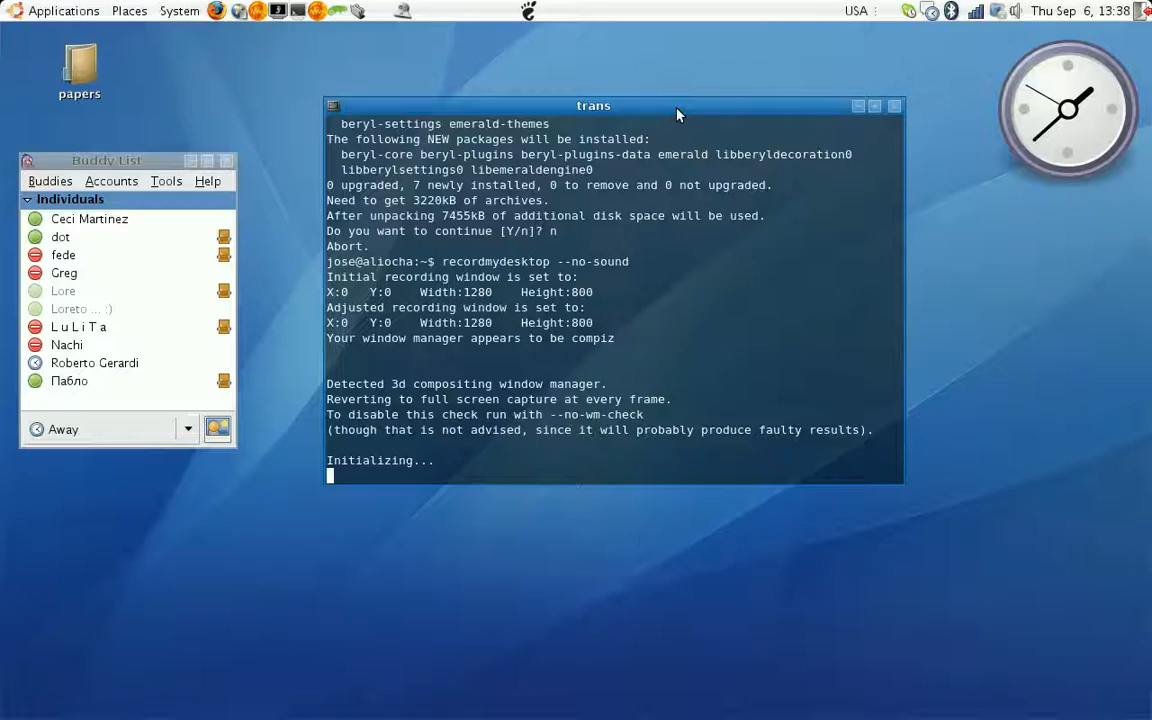 Applications Places System USA Thu Sep 6, 13:38
papers
Buddy List
Buddies Accounts Tools Help
Individuals
Ceci Martinez
dot
fede
Greg
Lore
Loreto ... :)
L u L i T a
Nachi
Roberto Gerardi
Пабло
Away
trans
beryl-settings emerald-themes
The following NEW packages will be installed:
beryl-core beryl-plugins beryl-plugins-data emerald libberyldecoration0
libberylsettings0 libemeraldengine0
0 upgraded, 7 newly installed, 0 to remove and 0 not upgraded.
Need to get 3220kB of archives.
After unpacking 7455kB of additional disk space will be used.
Do you want to continue [Y/n]? n
Abort.
jose@aliocha:~$ recordmydesktop --no-sound
Initial recording window is set to:
X:0 Y:0 Width:1280 Height:800
Adjusted recording window is set to:
X:0 Y:0 Width:1280 Height:800
Your window manager appears to be compiz
Detected 3d compositing window manager.
Reverting to full screen capture at every frame.
To disable this check run with --no-wm-check
(though that is not advised, since it will probably produce faulty results).
Initializing...